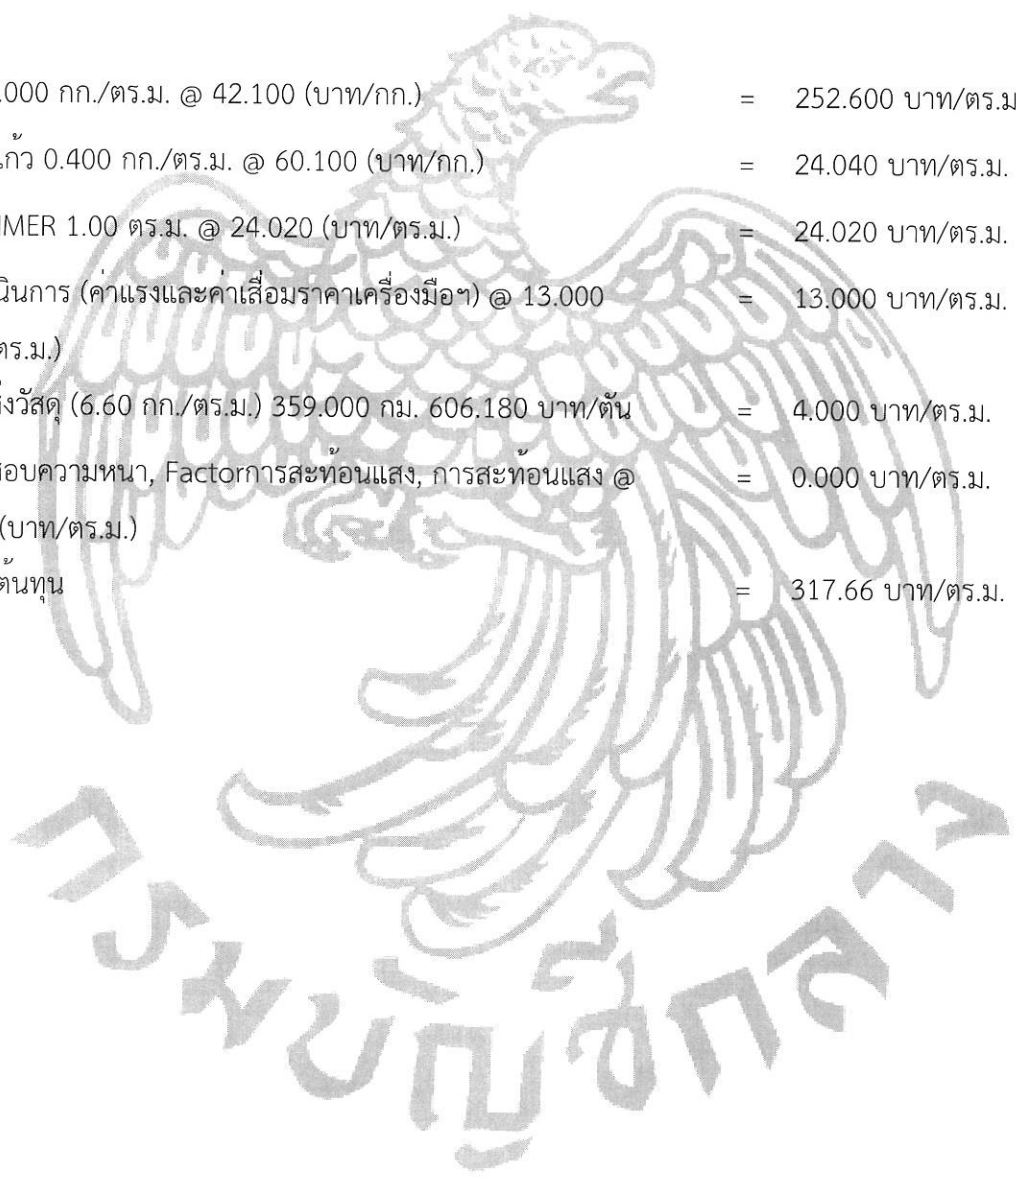 .000 กก./ตร.ม. @ 42.100 (บาท/กก.) = 252.600 บาท/ตร.ม
แก้ว 0.400 กก./ตร.ม. @ 60.100 (บาท/กก.) = 24.040 บาท/ตร.ม.
IMER 1.00 ตร.ม. @ 24.020 (บาท/ตร.ม.) = 24.020 บาท/ตร.ม.
นินการ (ค่าแรงและค่าเสื่อมราคาเครื่องมือฯ) @ 13.000 = 13.000 บาท/ตร.ม.
ตร.ม.)
ส่งวัสดุ (6.60 กก./ตร.ม.) 359.000 กม. 606.180 บาท/ตัน = 4.000 บาท/ตร.ม.
สอบความหนา, Factorการสะท้อนแสง, การสะท้อนแสง @ = 0.000 บาท/ตร.ม.
(บาท/ตร.ม.)
ต้นทุน = 317.66 บาท/ตร.ม.
กรมบัญชีกลาง